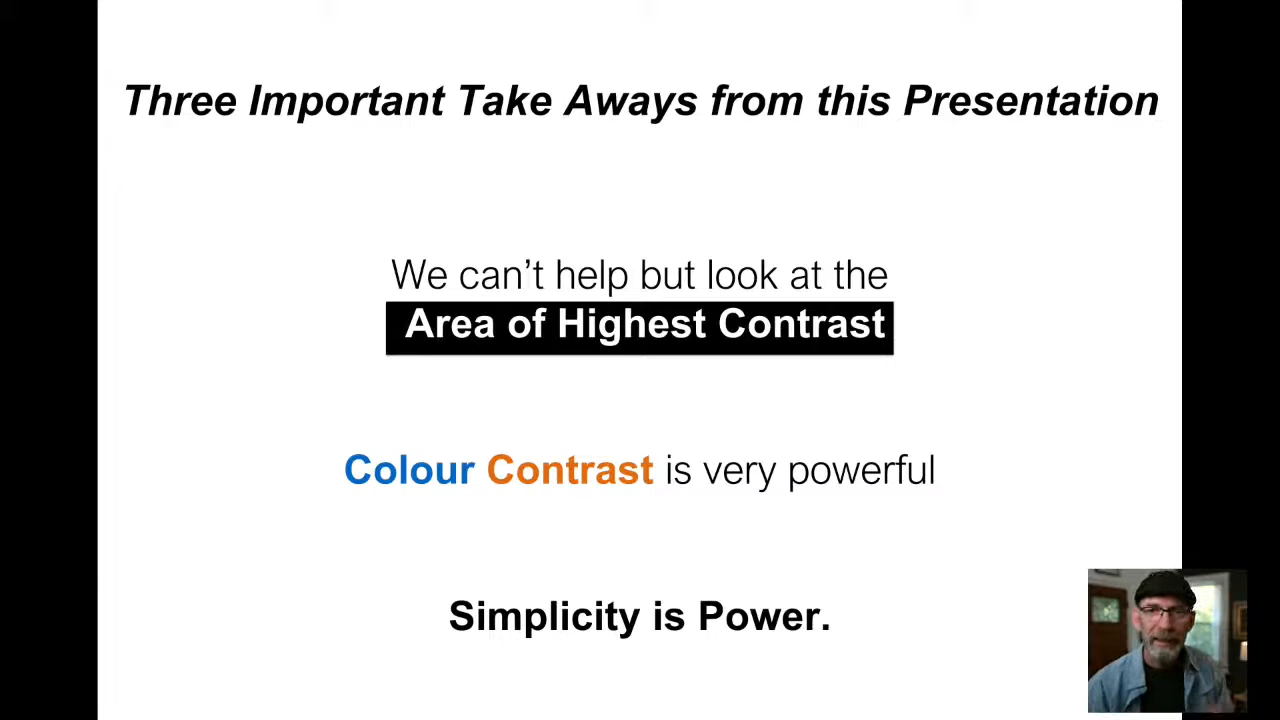 Three Important Take Aways from this Presentation
We can't help but look at the
Area of Highest Contrast
Colour Contrast is very powerful
Simplicity is Power.